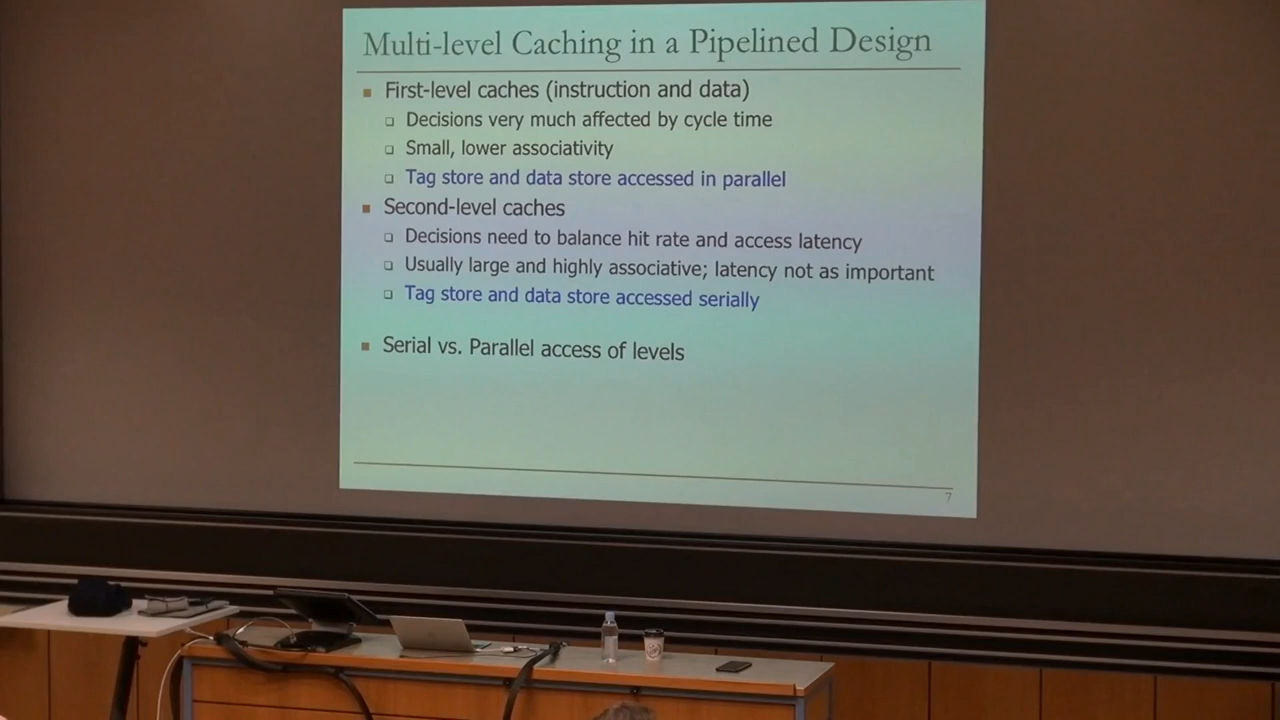 Multi-level Caching in a Pipelined Design
First-level caches (instruction and data)
Decisions very much affected by cycle time
Small, lower associativity
Tag store and data store accessed in parallel
Second-level caches
Decisions need to balance hit rate and access latency
Usually large and highly associative; latency not as important
Tag store and data store accessed serially
Serial vs. Parallel access of levels
7